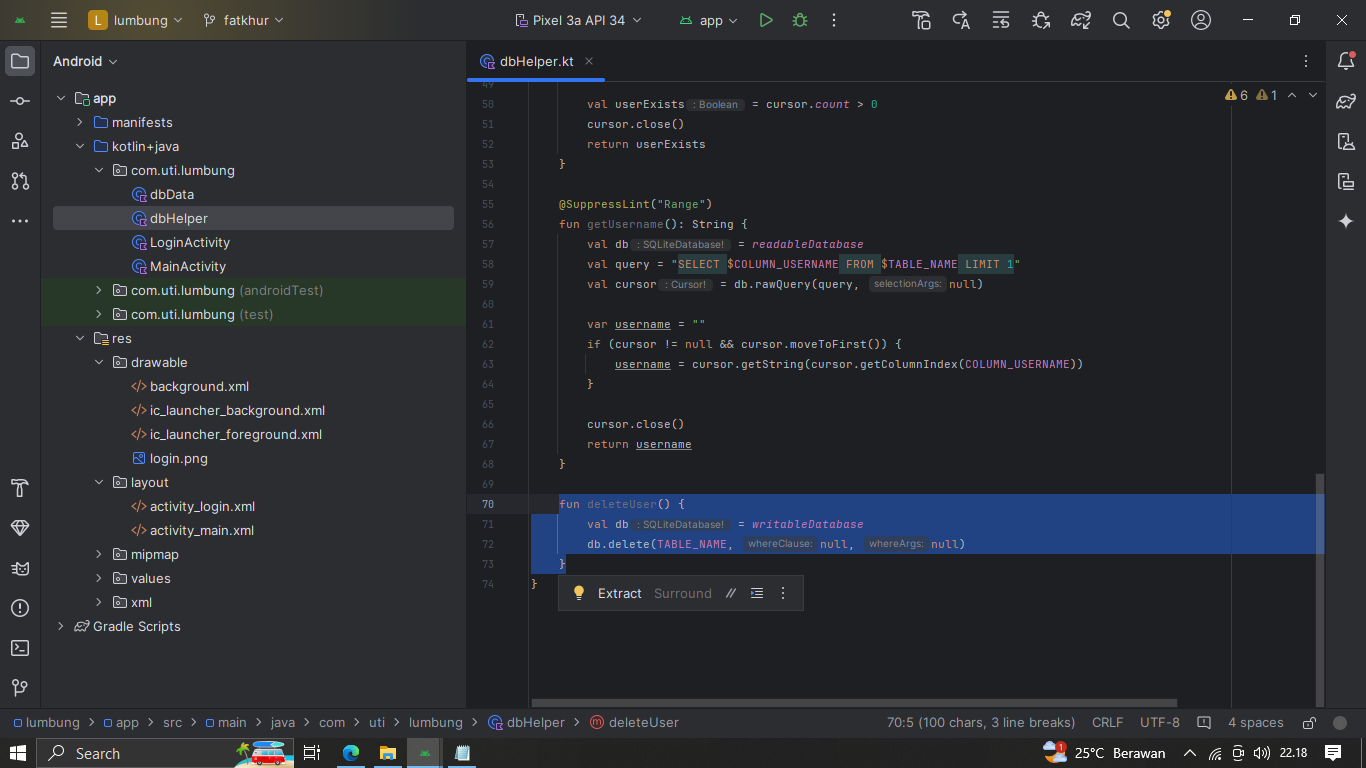 L lumbung fatkhur Pixel 3a API 34 app
Android
app
manifests
kotlin+java
com.uti.lumbung
dbData
dbHelper
LoginActivity
MainActivity
com.uti.lumbung (androidTest)
com.uti.lumbung (test)
res
drawable
background.xml
ic_launcher_background.xml
ic_launcher_foreground.xml
login.png
layout
activity_login.xml
activity_main.xml
mipmap
values
xml
Gradle Scripts
dbHelper.kt
6 1
49
50 val userExists : Boolean = cursor.count > 0
51 cursor.close()
52 return userExists
53 }
54
55 @SuppressLint("Range")
56 fun getUsername(): String {
57 val db : SQLiteDatabase! = readableDatabase
58 val query = "SELECT $COLUMN_USERNAME FROM $TABLE_NAME LIMIT 1"
59 val cursor : Cursor! = db.rawQuery(query, selectionArgs: null)
60
61 var username = ""
62 if (cursor != null && cursor.moveToFirst()) {
63 username = cursor.getString(cursor.getColumnIndex(COLUMN_USERNAME))
64 }
65
66 cursor.close()
67 return username
68 }
69
70 fun deleteUser() {
71 val db : SQLiteDatabase! = writableDatabase
72 db.delete(TABLE_NAME, whereClause: null, whereArgs: null)
73 }
74 }
Extract Surround //
lumbung > app > src > main > java > com > uti > lumbung > dbHelper > deleteUser 70:5 (100 chars, 3 line breaks) CRLF UTF-8 4 spaces
Search 1 25°C Berawan 22.18